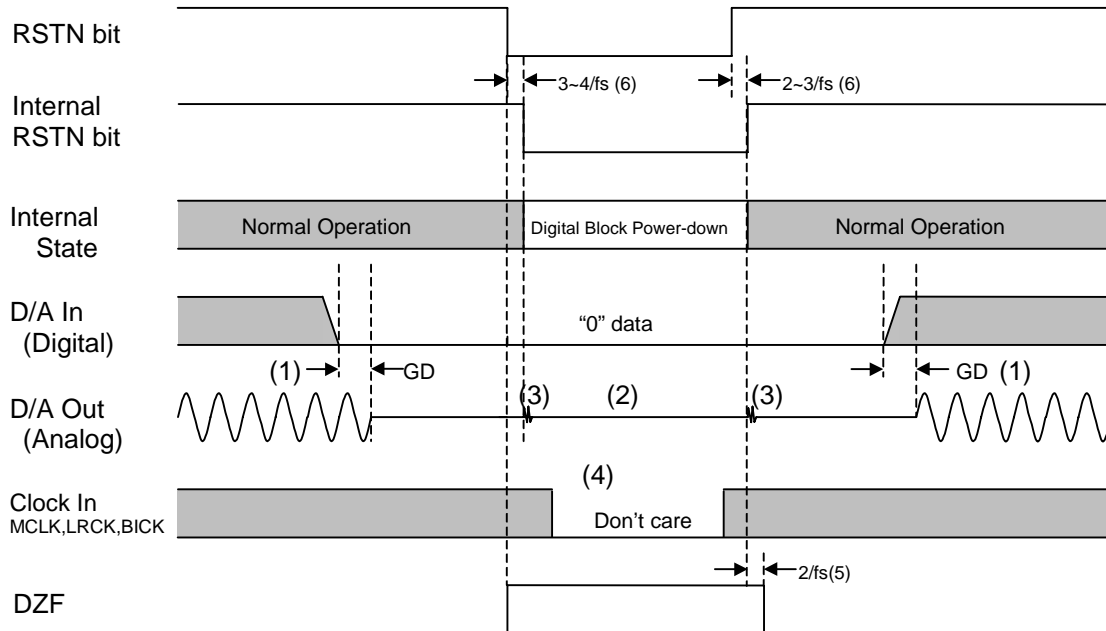 RSTN bit
3~4/fs (6)
2~3/fs (6)
Internal
RSTN bit
Internal
State
Normal Operation
Digital Block Power-down
Normal Operation
D/A In
(Digital)
“0” data
(1)
GD
GD
(1)
D/A Out
(Analog)
(3)
(2)
(3)
(4)
Clock In
MCLK,LRCK,BICK
Don’t care
2/fs(5)
DZF